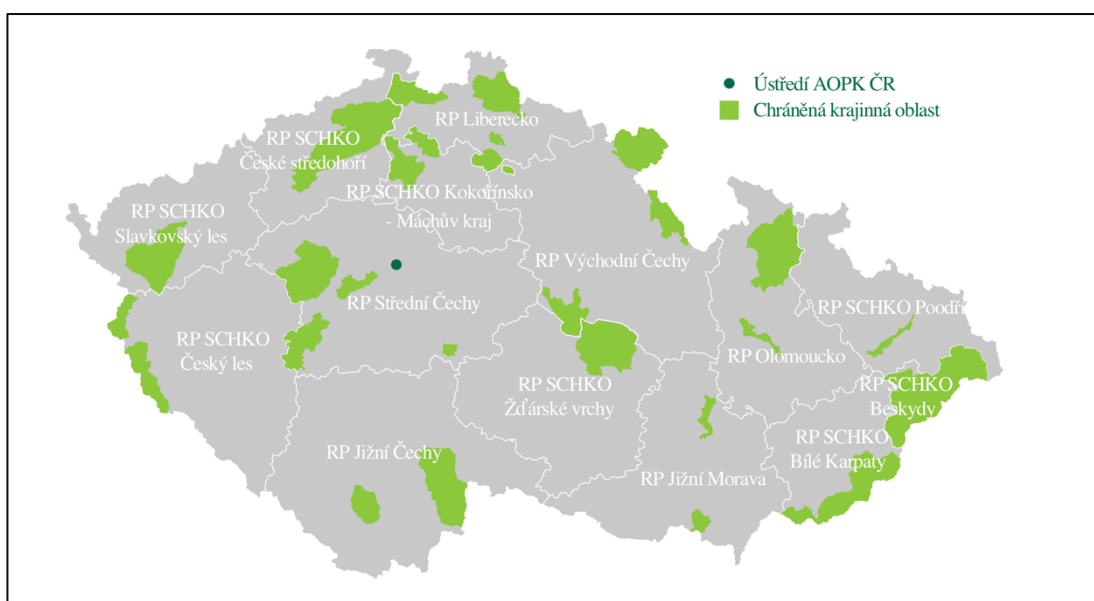 Ústředí AOPK ČR
Chráněná krajinná oblast
RP Liberecko
RP SCHKO
České středohoří
RP SCHKO Kokořínsko
- Máchův kraj
RP SCHKO
Slavkovský les
RP Východní Čechy
RP Střední Čechy
RP SCHKO Poodří
RP SCHKO
Český les
RP Olomoucko
RP SCHKO
Žďárské vrchy
RP SCHKO
Beskydy
RP SCHKO
Bílé Karpaty
RP Jižní Čechy
RP Jižní Morava